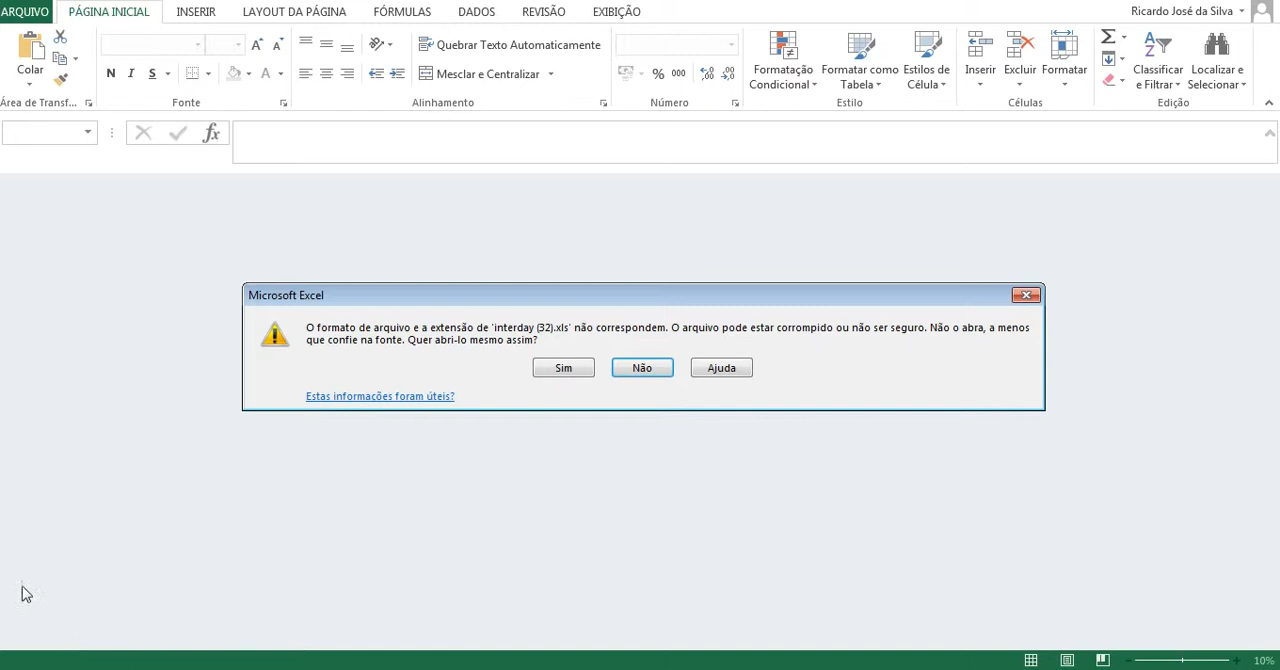 ARQUIVO PÁGINA INICIAL INSERIR LAYOUT DA PÁGINA FÓRMULAS DADOS REVISÃO EXIBIÇÃO Ricardo José da Silva
Colar
N I S
A A
A
Quebrar Texto Automaticamente
Mesclar e Centralizar
% 000
,00 ,0
Formatação Condicional
Formatar como Tabela
Estilos de Célula
Inserir Excluir Formatar
Σ
Classificar e Filtrar
Localizar e Selecionar
Área de Transf... Fonte Alinhamento Número Estilo Células Edição
fx
Microsoft Excel
O formato de arquivo e a extensão de 'interday (32).xls' não correspondem. O arquivo pode estar corrompido ou não ser seguro. Não o abra, a menos
que confie na fonte. Quer abri-lo mesmo assim?
Sim Não Ajuda
Estas informações foram úteis?
10%